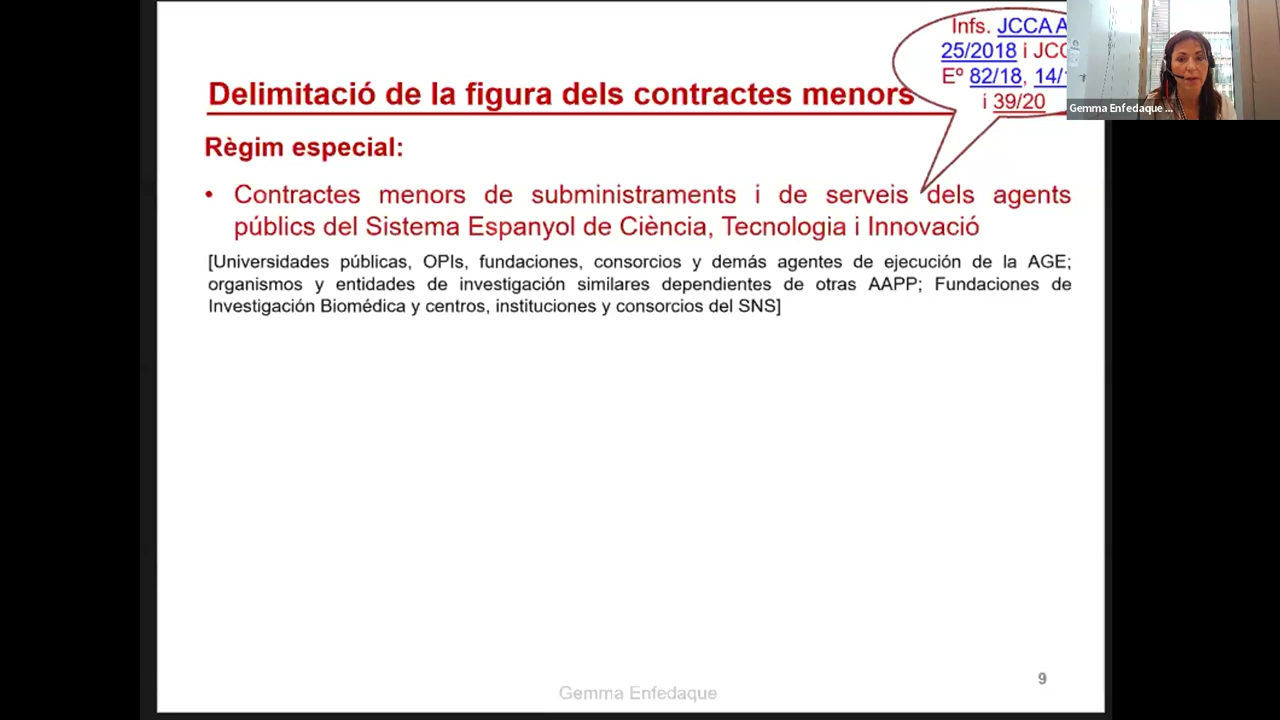 Infs. JCCA A
25/2018 i JCC
Eº 82/18, 14/
i 39/20
Gemma Enfedaque ...
Delimitació de la figura dels contractes menors
Règim especial:
• Contractes menors de subministraments i de serveis dels agents
públics del Sistema Espanyol de Ciència, Tecnologia i Innovació
[Universidades públicas, OPIs, fundaciones, consorcios y demás agentes de ejecución de la AGE;
organismos y entidades de investigación similares dependientes de otras AAPP; Fundaciones de
Investigación Biomédica y centros, instituciones y consorcios del SNS]
9
Gemma Enfedaque